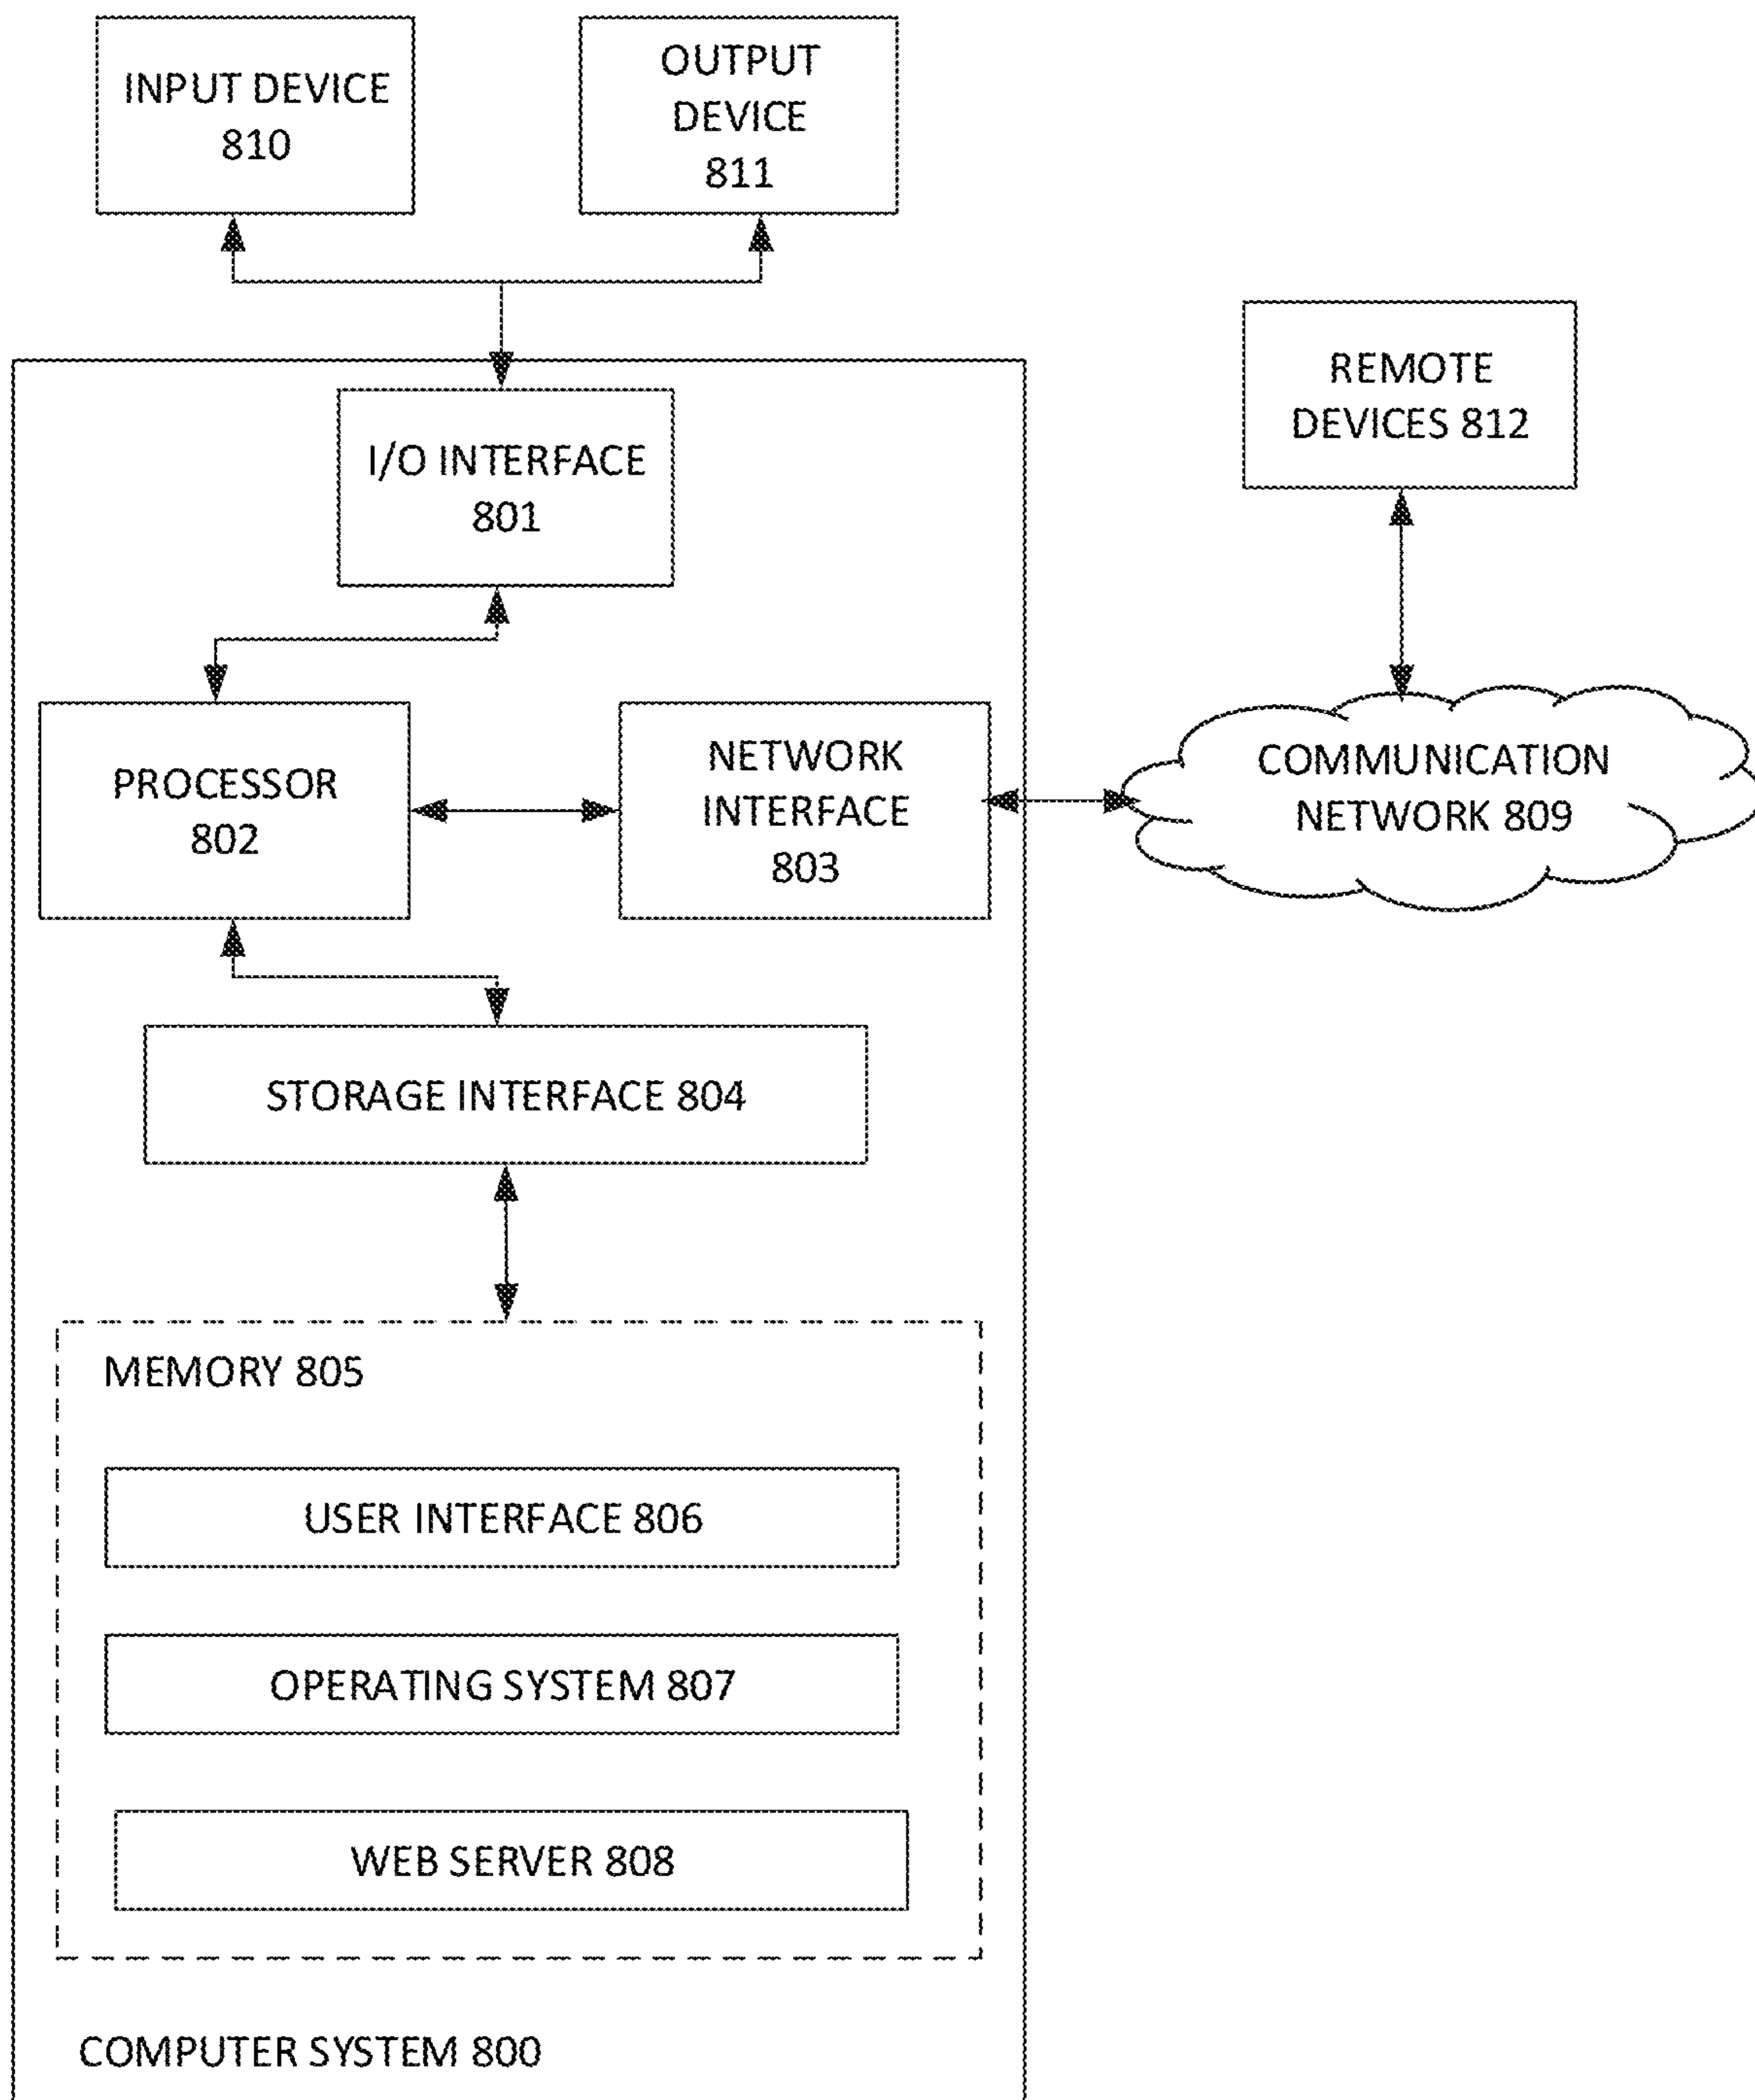 INPUT DEVICE
810
OUTPUT
DEVICE
811
I/O INTERFACE
801
REMOTE
DEVICES 812
PROCESSOR
802
NETWORK
INTERFACE
803
COMMUNICATION
NETWORK 809
STORAGE INTERFACE 804
MEMORY 805
USER INTERFACE 806
OPERATING SYSTEM 807
WEB SERVER 808
COMPUTER SYSTEM 800